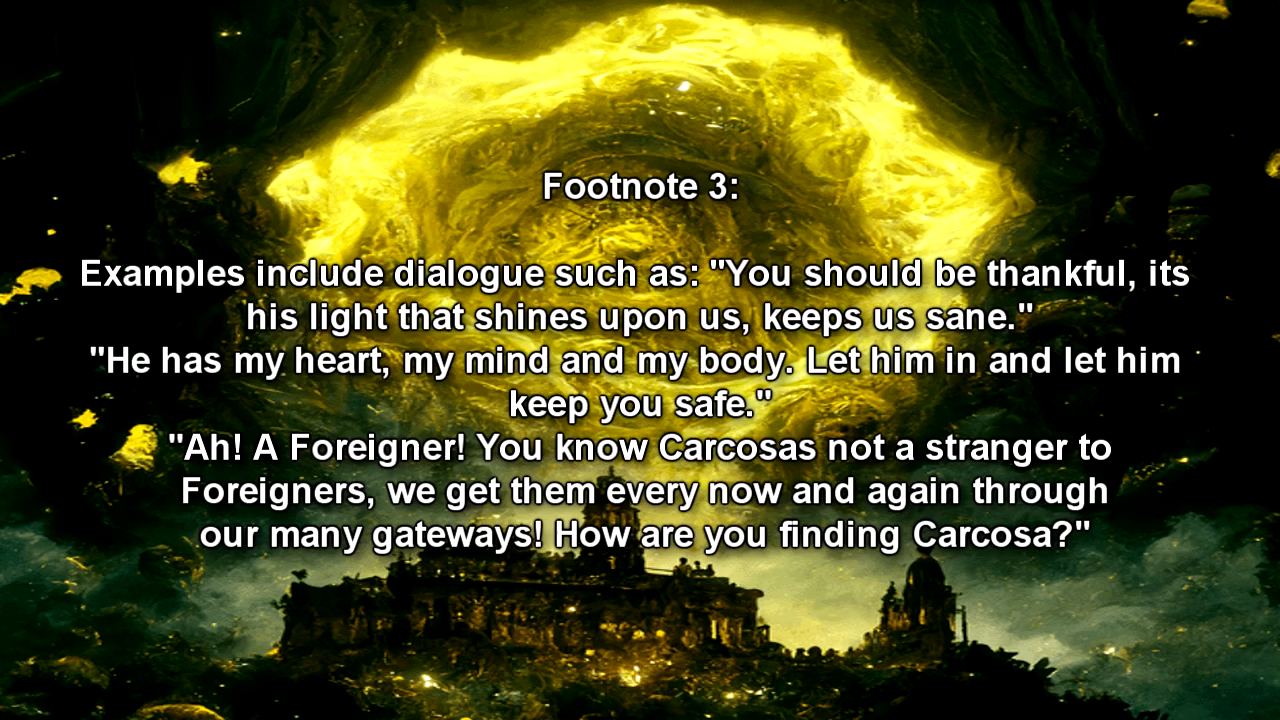 Footnote 3:
Examples include dialogue such as: "You should be thankful, its
his light that shines upon us, keeps us sane."
"He has my heart, my mind and my body. Let him in and let him
keep you safe."
"Ah! A Foreigner! You know Carcosas not a stranger to
Foreigners, we get them every now and again through
our many gateways! How are you finding Carcosa?"